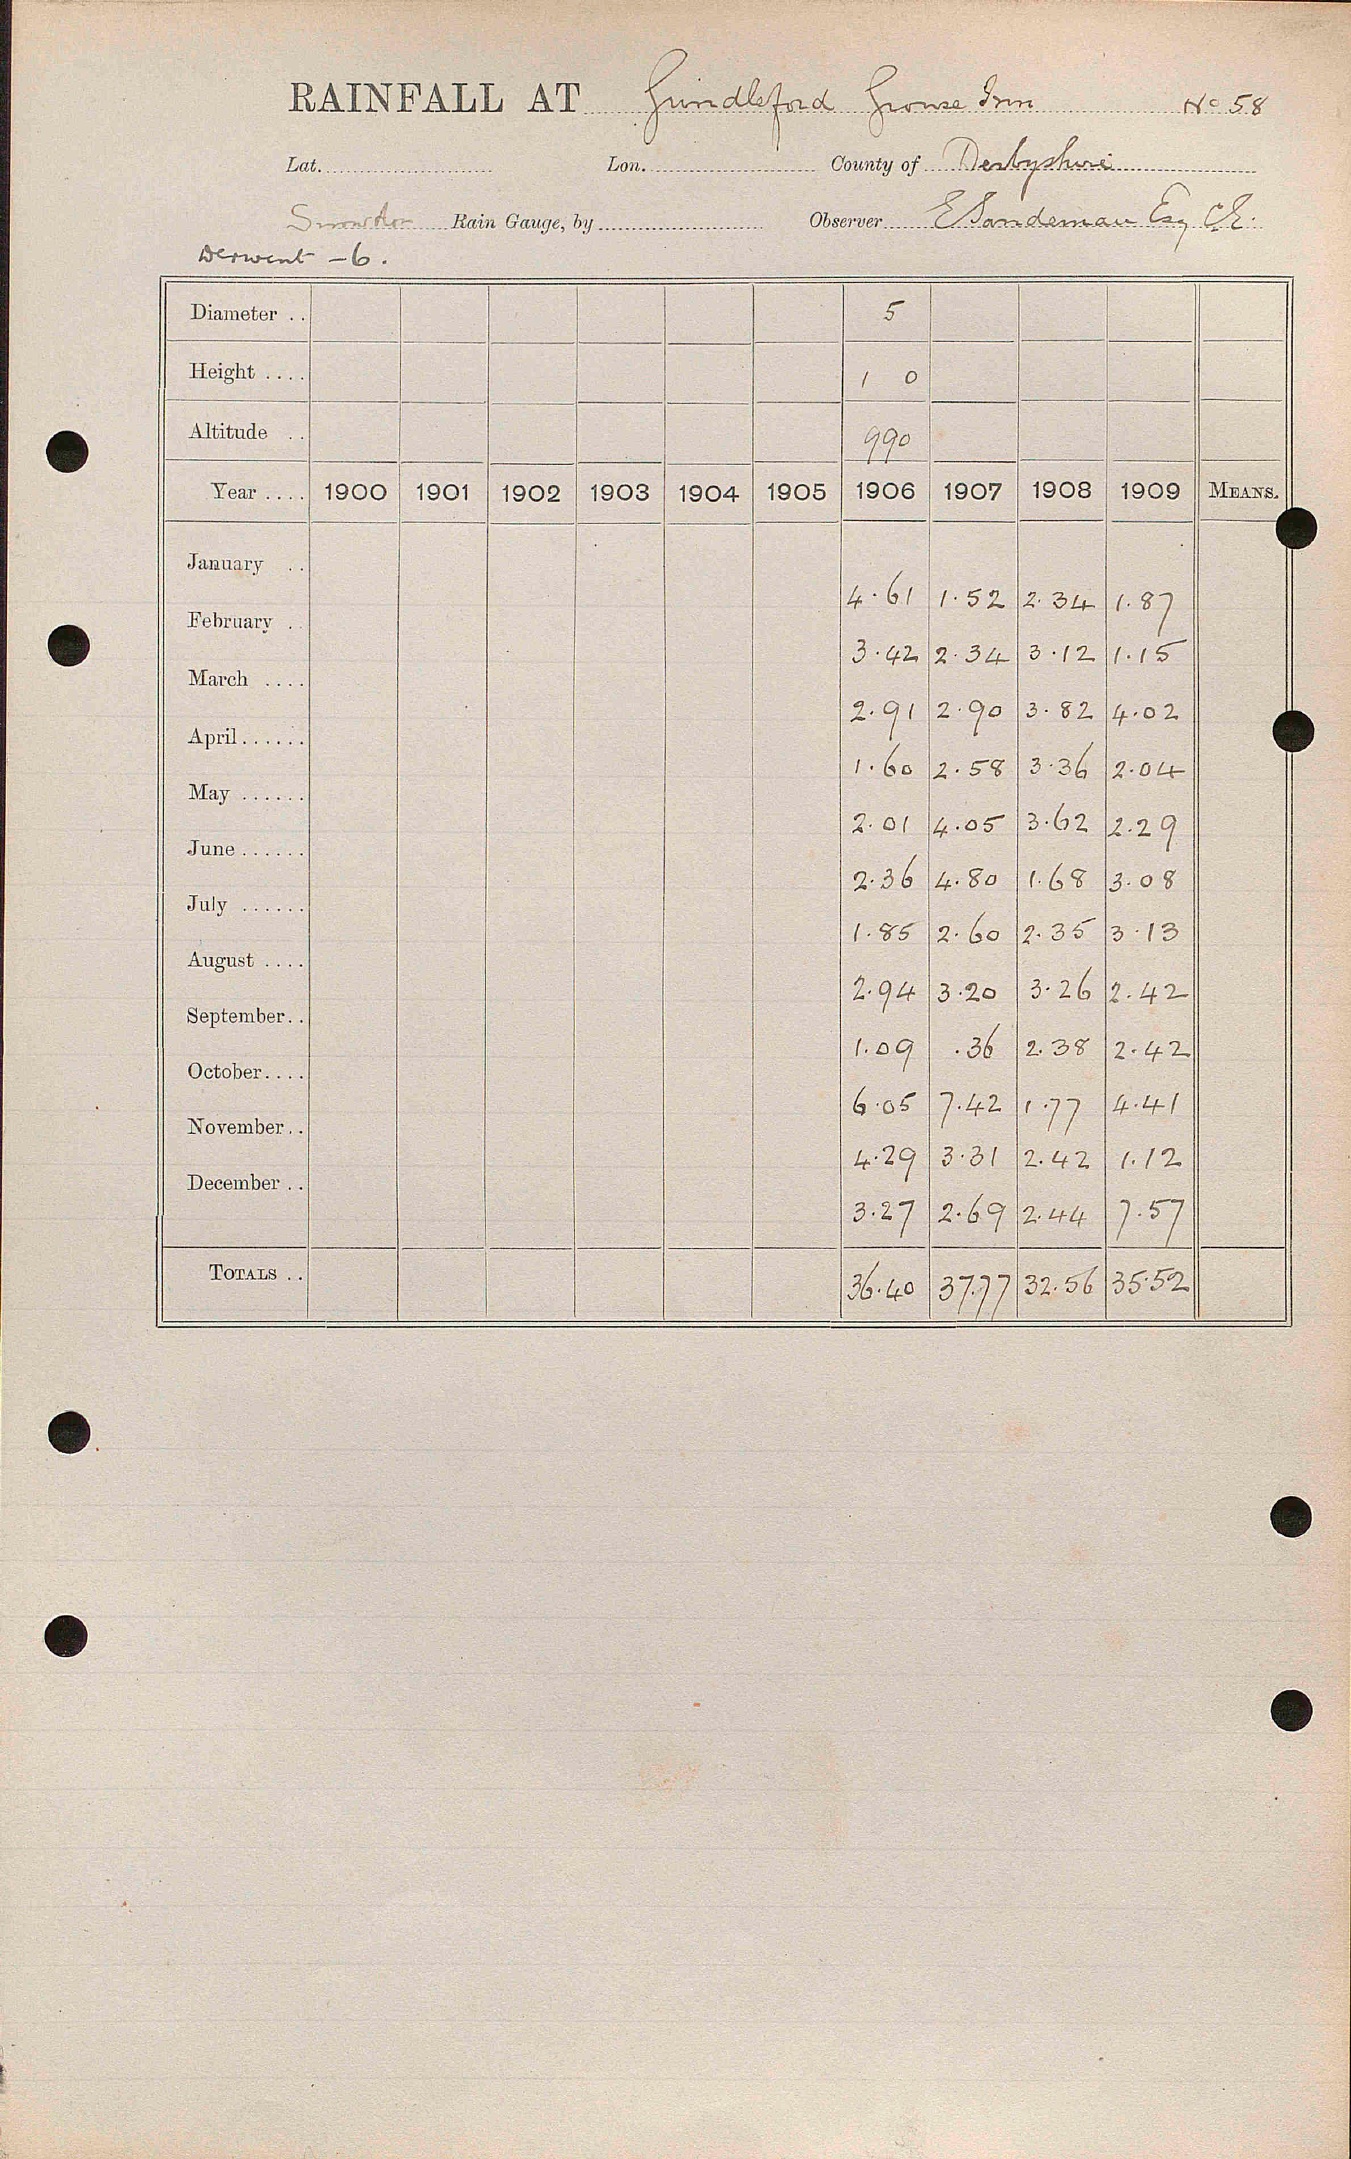 RAINFALL AT Grindleford Grouse Inn No 58
Lat. Lon. County of Derbyshire
Snowdon Rain Gauge, by Observer E Sandeman Esq C.E.
Derwent - 6.
Diameter .. 5
Height .... 1 0
Altitude .. 990
Year .... 1900 1901 1902 1903 1904 1905 1906 1907 1908 1909 MEANS.
January .. 4.61 1.52 2.34 1.87
February . 3.42 2.34 3.12 1.15
March .... 2.91 2.90 3.82 4.02
April ...... 1.60 2.58 3.36 2.04
May ...... 2.01 4.05 3.62 2.29
June ...... 2.36 4.80 1.68 3.08
July ...... 1.85 2.60 2.35 3.13
August .... 2.94 3.20 3.26 2.42
September.. 1.09 .36 2.38 2.42
October.... 6.05 7.42 1.77 4.41
November.. 4.29 3.31 2.42 1.12
December .. 3.27 2.69 2.44 7.57
TOTALS .. 36.40 37.77 32.56 35.52